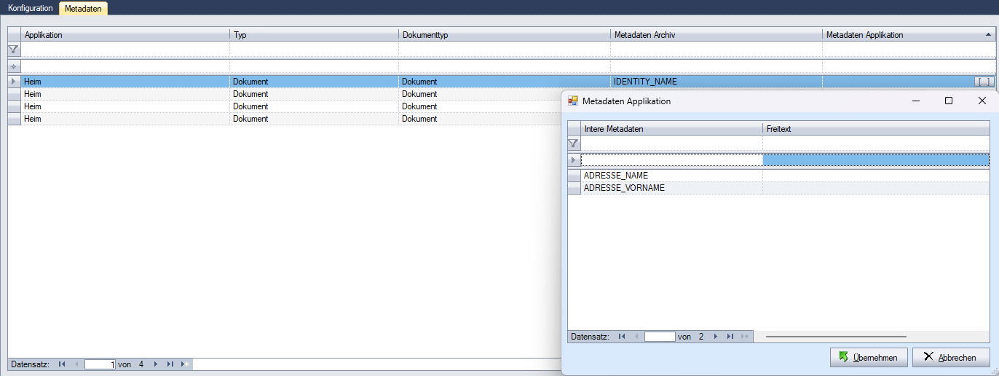 Konfiguration Metadaten
Applikation Typ Dokumenttyp Metadaten Archiv Metadaten Applikation
Heim Dokument Dokument IDENTITY_NAME [...]
Heim Dokument Dokument
Heim Dokument Dokument
Heim Dokument Dokument
Datensatz: 1 von 4
Metadaten Applikation
Intere Metadaten Freitext
ADRESSE_NAME
ADRESSE_VORNAME
Datensatz: von 2
Übernehmen Abbrechen